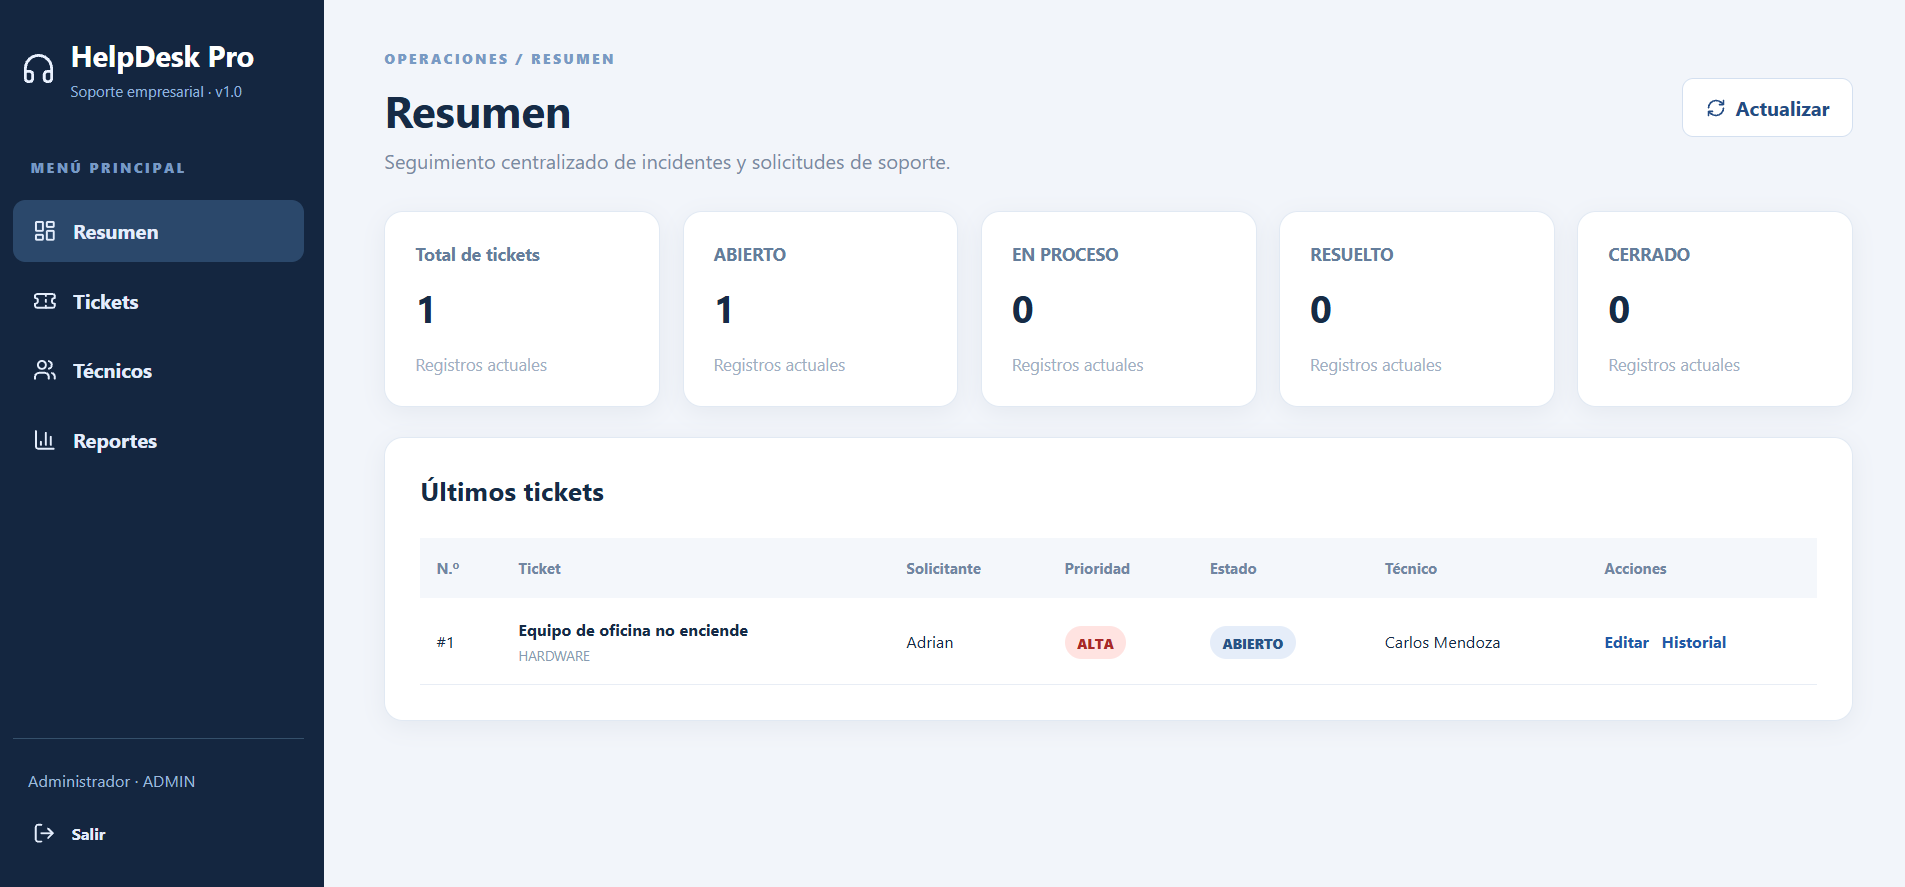 HelpDesk Pro
Soporte empresarial · v1.0
MENÚ PRINCIPAL
Resumen
Tickets
Técnicos
Reportes
Administrador · ADMIN
Salir
OPERACIONES / RESUMEN
Resumen
Seguimiento centralizado de incidentes y solicitudes de soporte.
Actualizar
Total de tickets
1
Registros actuales
ABIERTO
1
Registros actuales
EN PROCESO
0
Registros actuales
RESUELTO
0
Registros actuales
CERRADO
0
Registros actuales
Últimos tickets
N.º Ticket Solicitante Prioridad Estado Técnico Acciones
#1 Equipo de oficina no enciende Adrian ALTA ABIERTO Carlos Mendoza Editar Historial
HARDWARE